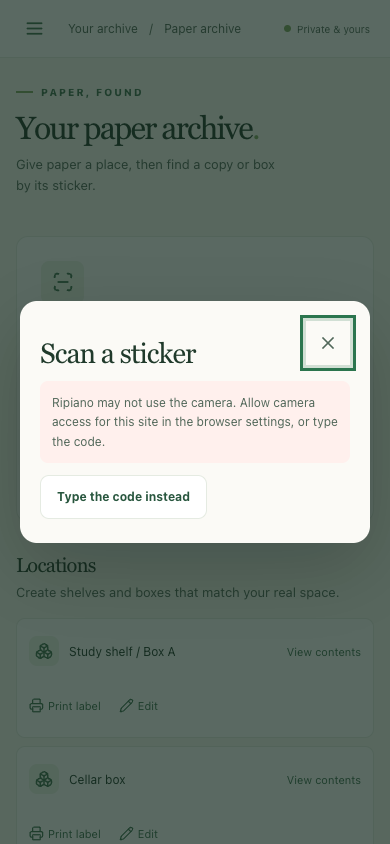 Your archive / Paper archive
Private & yours
PAPER, FOUND
Your paper archive.
Give paper a place, then find a copy or box
by its sticker.
Scan a sticker
Ripiano may not use the camera. Allow camera
access for this site in the browser settings, or type
the code.
Type the code instead
Locations
Create shelves and boxes that match your real space.
Study shelf / Box A
View contents
Print label
Edit
Cellar box
View contents
Print label
Edit